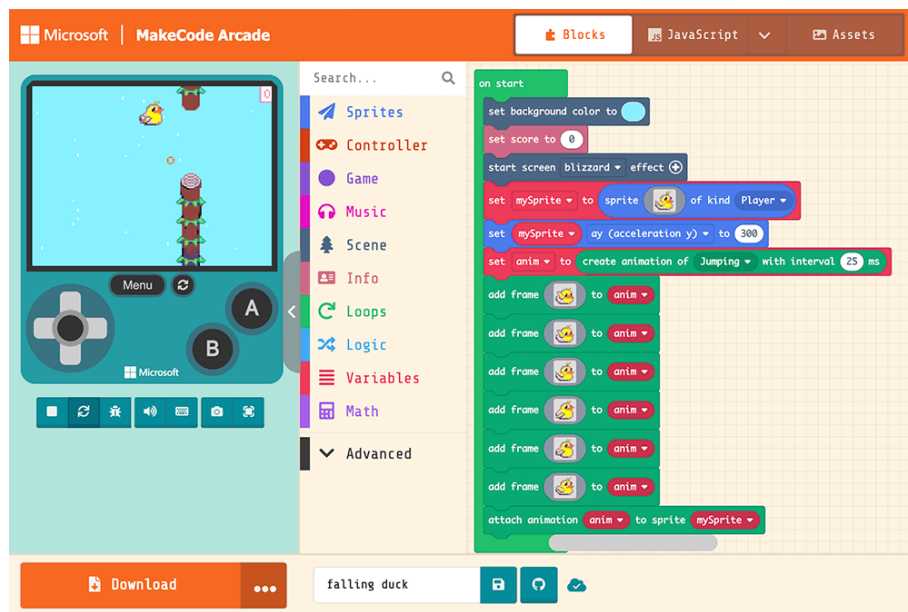 Microsoft | MakeCode Arcade
Blocks
JavaScript
Assets
0
Menu
A
B
Microsoft
Search...
Sprites
Controller
Game
Music
Scene
Info
Loops
Logic
Variables
Math
Advanced
on start
set background color to
set score to 0
start screen blizzard effect
set mySprite to sprite of kind Player
set mySprite ay (acceleration y) to 300
set anim to create animation of Jumping with interval 25 ms
add frame to anim
add frame to anim
add frame to anim
add frame to anim
add frame to anim
add frame to anim
attach animation anim to sprite mySprite
Download
falling duck